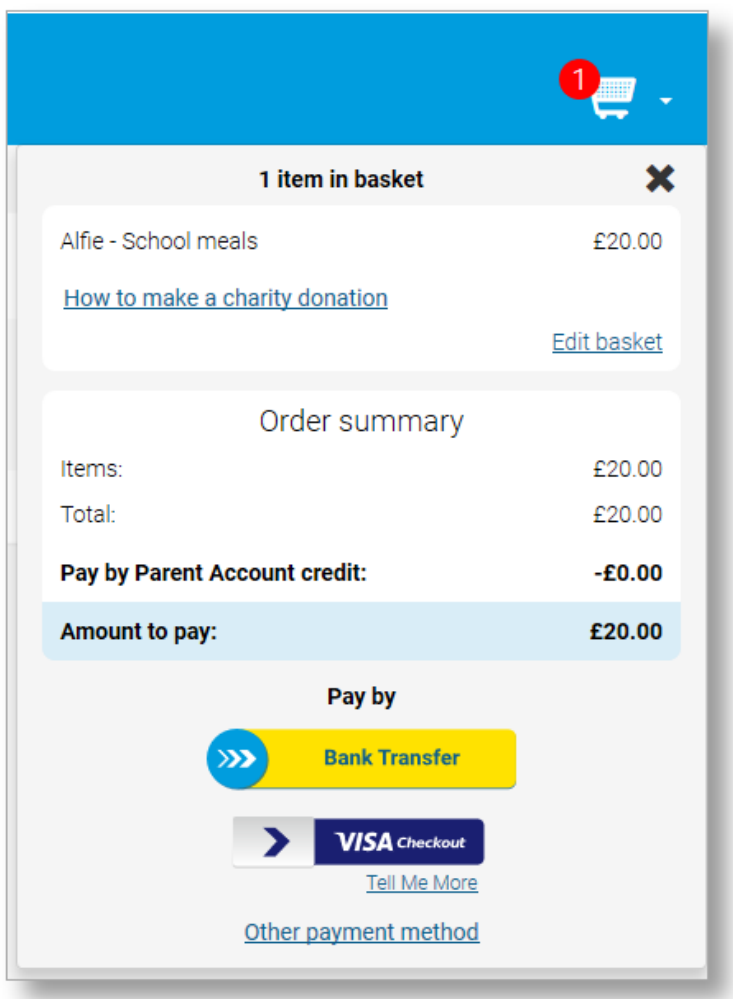 1
1 item in basket
Alfie - School meals £20.00
How to make a charity donation
Edit basket
Order summary
Items: £20.00
Total: £20.00
Pay by Parent Account credit: -£0.00
Amount to pay: £20.00
Pay by
Bank Transfer
VISA Checkout
Tell Me More
Other payment method